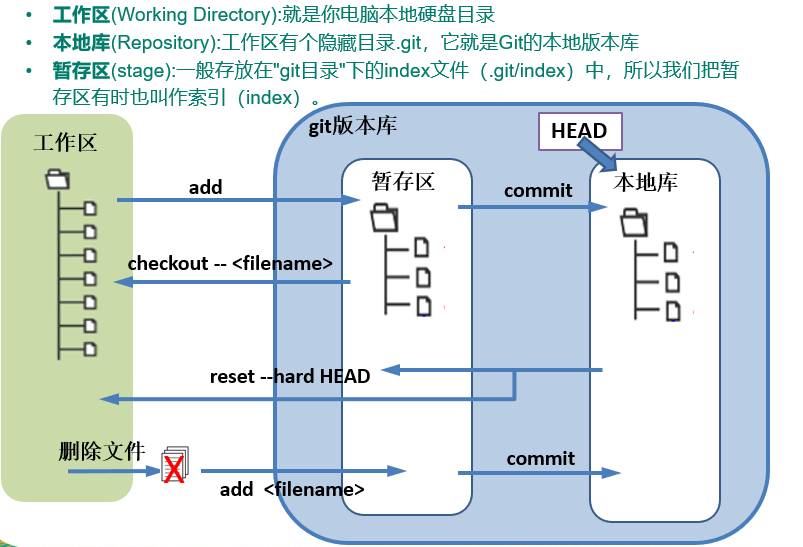 • 工作区(Working Directory):就是你电脑本地硬盘目录
• 本地库(Repository):工作区有个隐藏目录.git，它就是Git的本地版本库
• 暂存区(stage):一般存放在"git目录"下的index文件（.git/index）中，所以我们把暂
存区有时也叫作索引（index）。
git版本库
HEAD
工作区
暂存区
本地库
add
commit
checkout -- <filename>
reset --hard HEAD
删除文件
add <filename>
commit